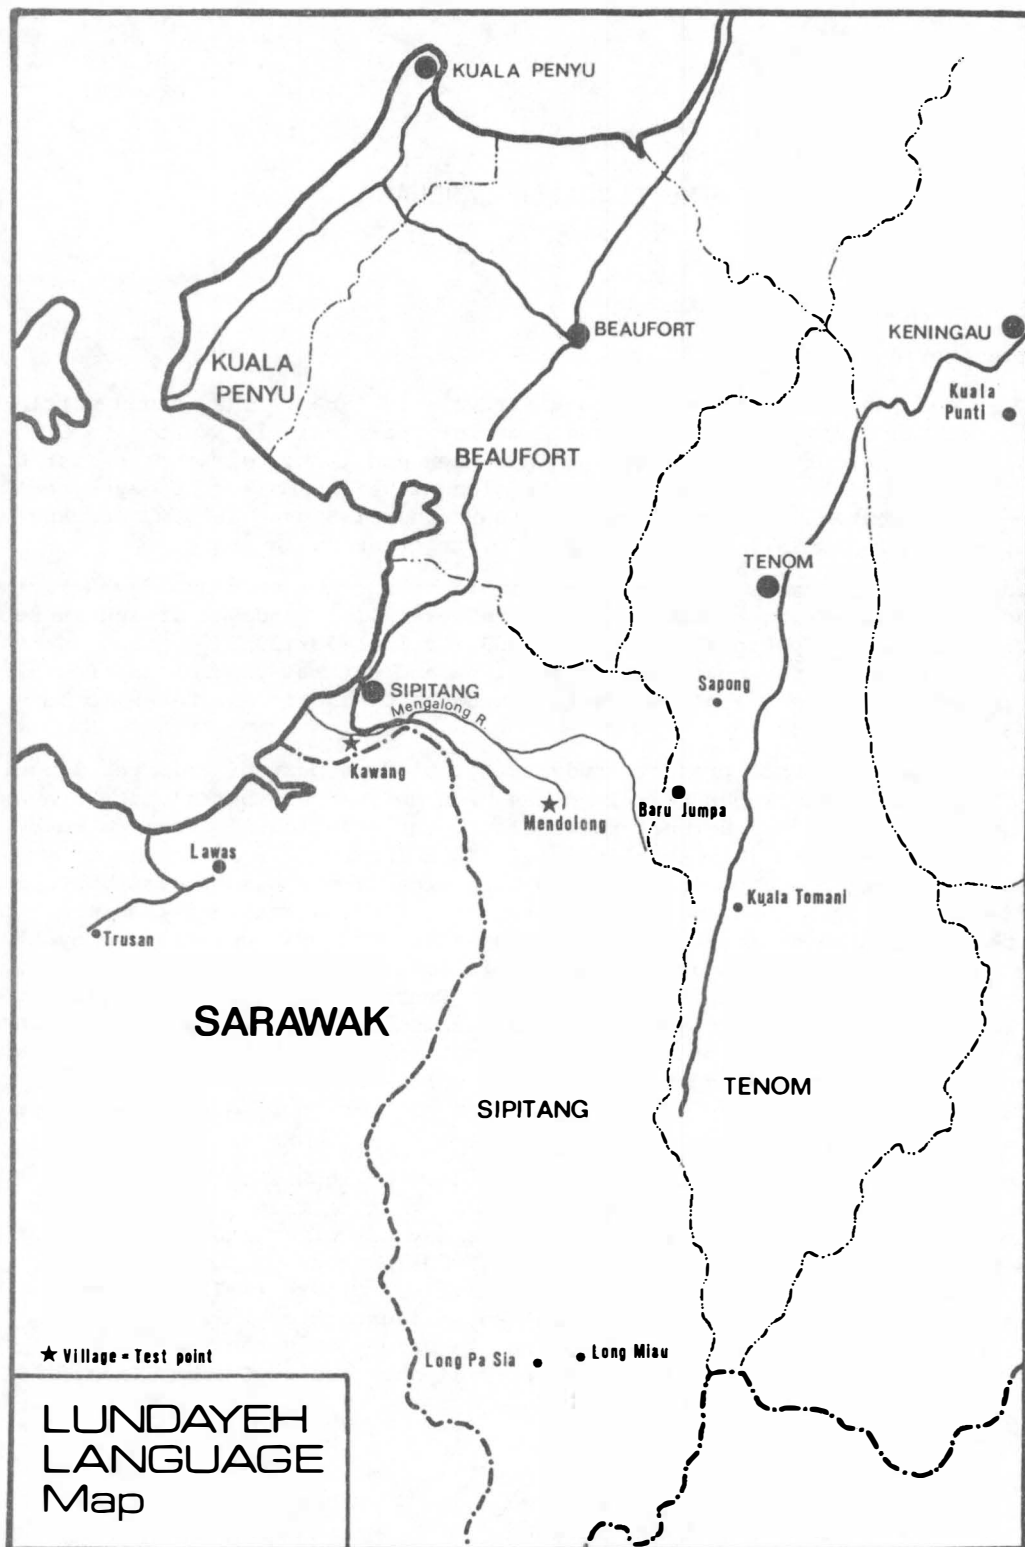 KUALA PENYU
BEAUFORT
KENINGAU
KUALA
PENYU
Kuala
Punti
BEAUFORT
TENOM
Sapong
SIPITANG
Mengalong R.
Kawang
Baru Jumpa
Mendolong
Lawas
Kuala Tomani
Trusan
SARAWAK
TENOM
SIPITANG
Village = Test point
Long Pa Sia
Long Miau
LUNDAYEH
LANGUAGE
Map